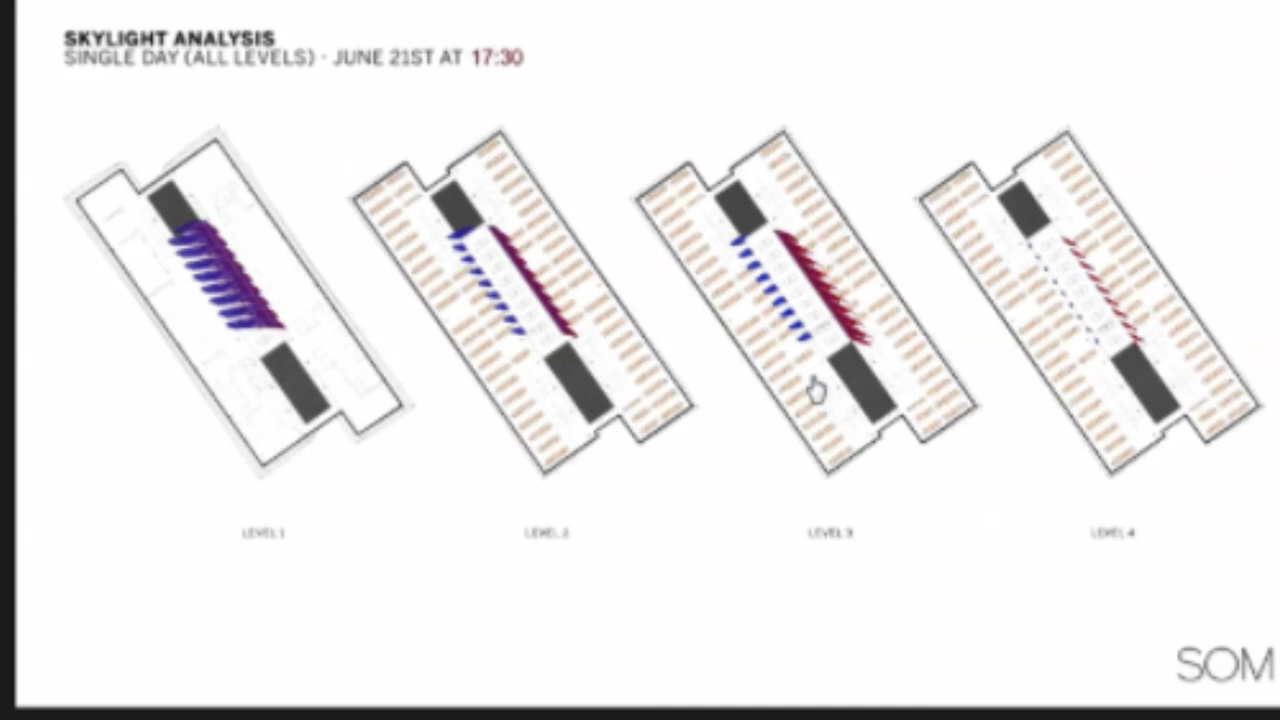 SKYLIGHT ANALYSIS
SINGLE DAY (ALL LEVELS) · JUNE 21ST AT 17:30
LEVEL 1
LEVEL 2
LEVEL 3
LEVEL 4
SOM